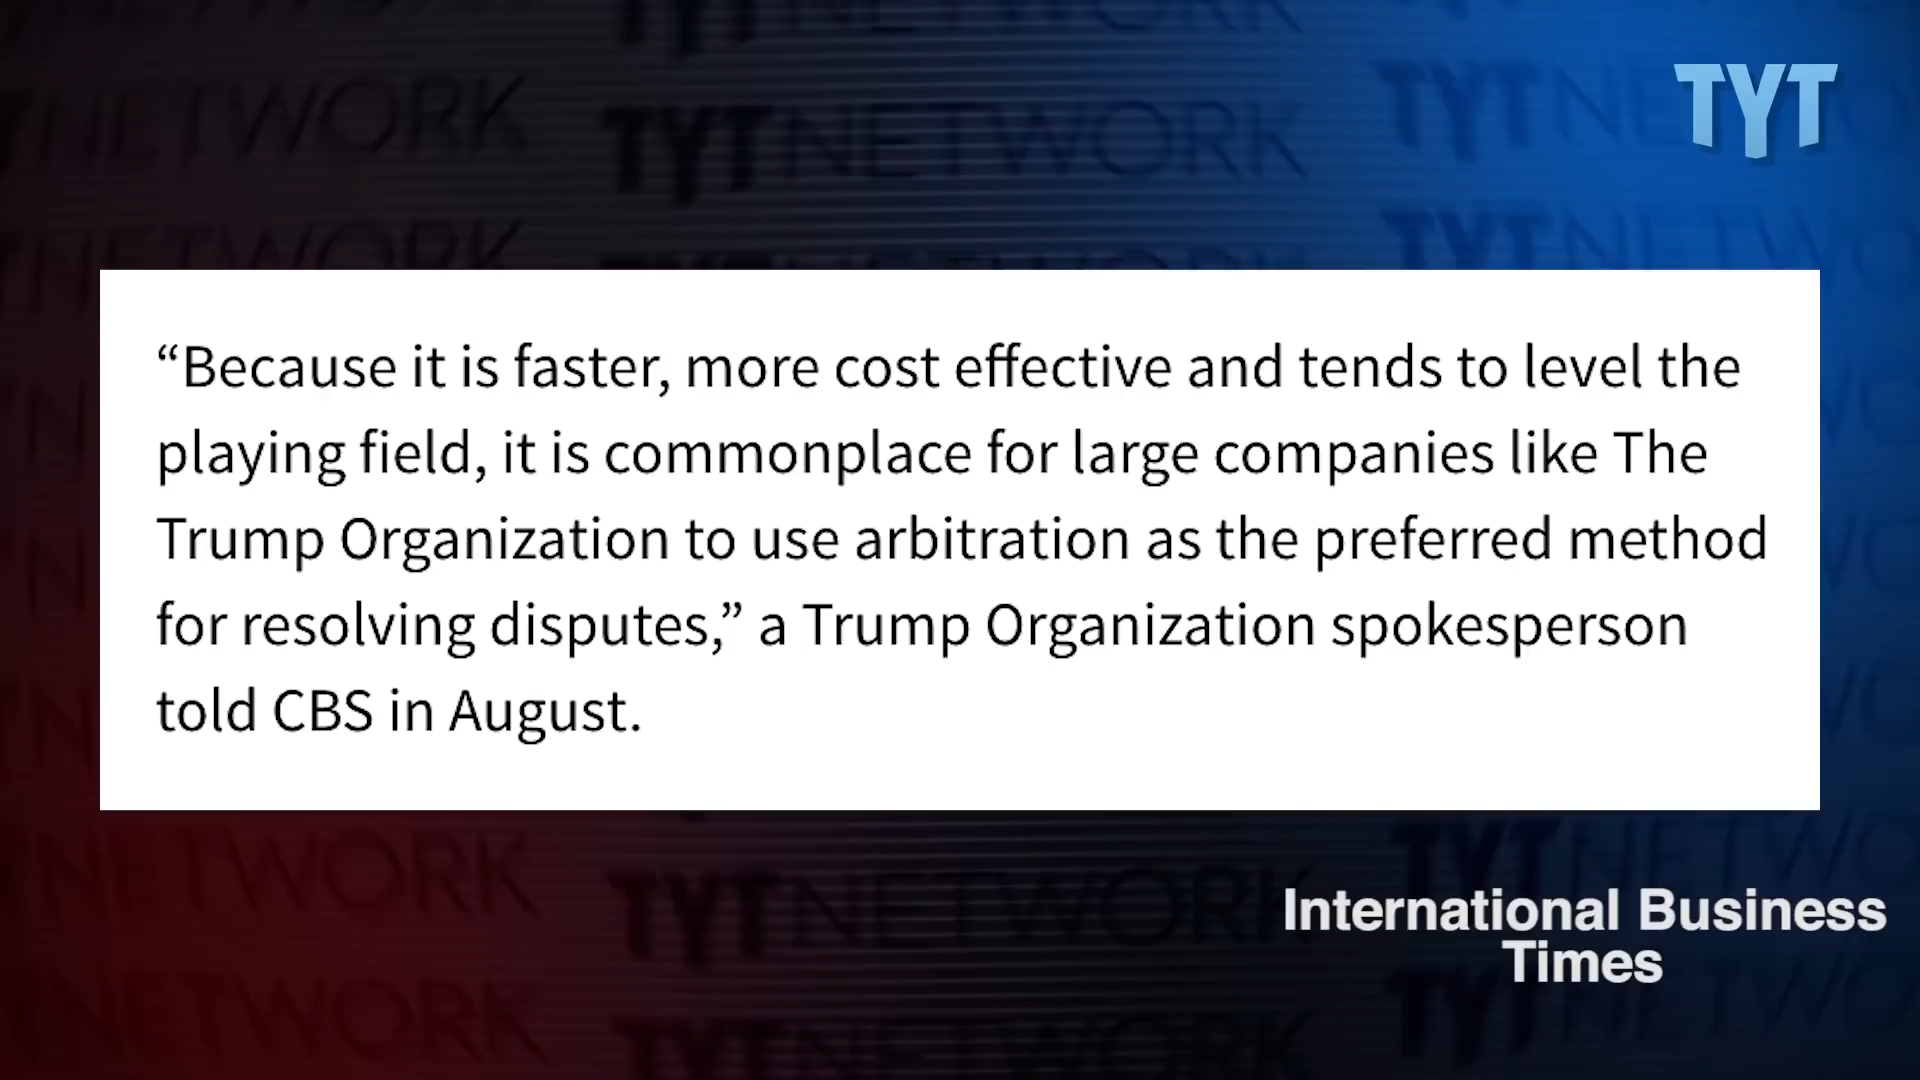 TYT
“Because it is faster, more cost effective and tends to level the
playing field, it is commonplace for large companies like The
Trump Organization to use arbitration as the preferred method
for resolving disputes,” a Trump Organization spokesperson
told CBS in August.
International Business
Times
TYTNETWORK